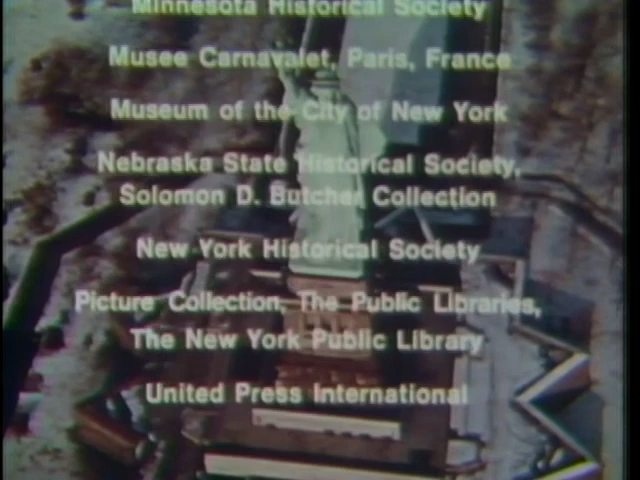 Minnesota Historical Society
Musee Carnavalet, Paris, France
Museum of the City of New York
Nebraska State Historical Society,
Solomon D. Butcher Collection
New York Historical Society
Picture Collection, The Public Libraries,
The New York Public Library
United Press International